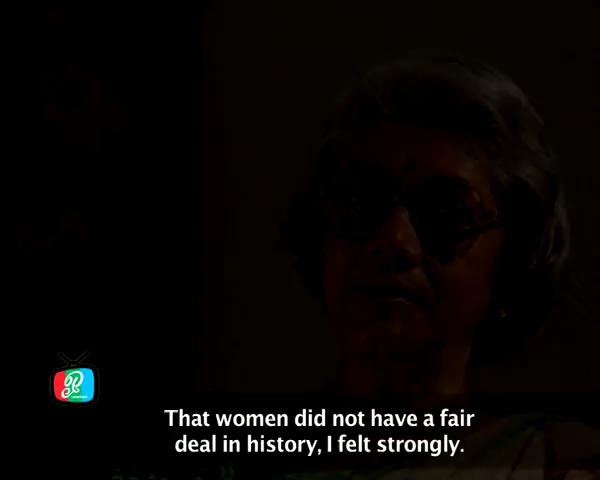 That women did not have a fair
deal in history, I felt strongly.